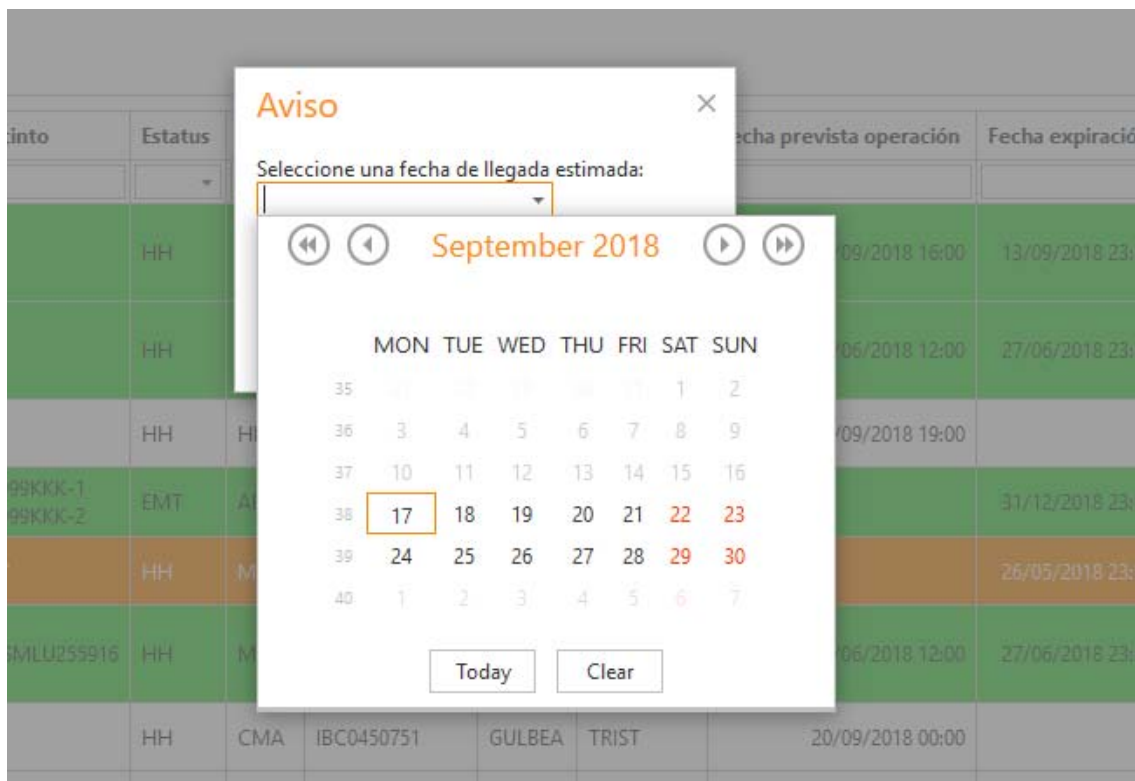 Aviso
cinto Estatus echa prevista operación Fecha expiració
Seleccione una fecha de llegada estimada:
September 2018
HH 09/2018 16:00 13/09/2018 23:
MON TUE WED THU FRI SAT SUN
HH 06/2018 12:00 27/06/2018 23:
35 1 2
36 3 4 5 6 7 8 9
HH /09/2018 19:00
37 10 11 12 13 14 15 16
99KKK-1
99KKK-2
EMT 31/12/2018 23:
38 17 18 19 20 21 22 23
39 24 25 26 27 28 29 30
HH M 26/05/2018 23:
40 1 2 3 4 5 6 7
SMLU255916 HH M 06/2018 12:00 27/06/2018 23:
Today Clear
HH CMA IBC0450751 GULBEA TRIST 20/09/2018 00:00